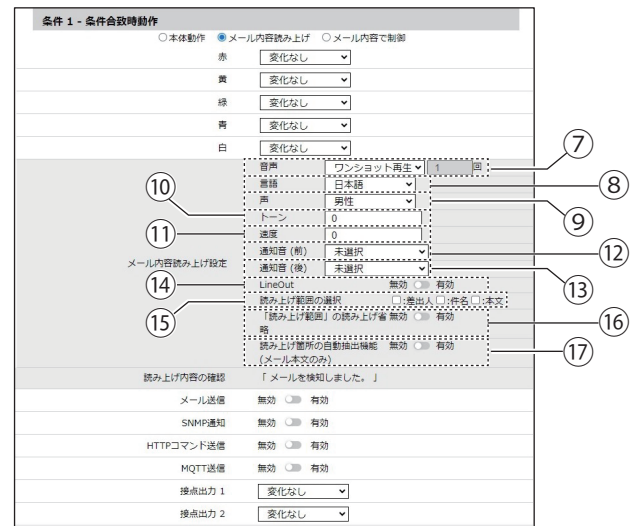 条件 1 - 条件合致時動作
本体動作 メール内容読み上げ メール内容で制御
赤 変化なし
黄 変化なし
緑 変化なし
青 変化なし
白 変化なし
メール内容読み上げ設定
音声 ワンショット再生 1 回 ⑦
言語 日本語 ⑧
声 男性 ⑨
⑩ トーン 0
⑪ 速度 0
通知音 (前) 未選択 ⑫
通知音 (後) 未選択 ⑬
⑭ LineOut 無効 有効
⑮ 読み上げ範囲の選択 :差出人 :件名 :本文
「読み上げ範囲」の読み上げ省略 無効 有効 ⑯
読み上げ箇所の自動抽出機能 無効 有効 ⑰
(メール本文のみ)
読み上げ内容の確認 「 メールを検知しました。 」
メール送信 無効 有効
SNMP通知 無効 有効
HTTPコマンド送信 無効 有効
MQTT送信 無効 有効
接点出力 1 変化なし
接点出力 2 変化なし